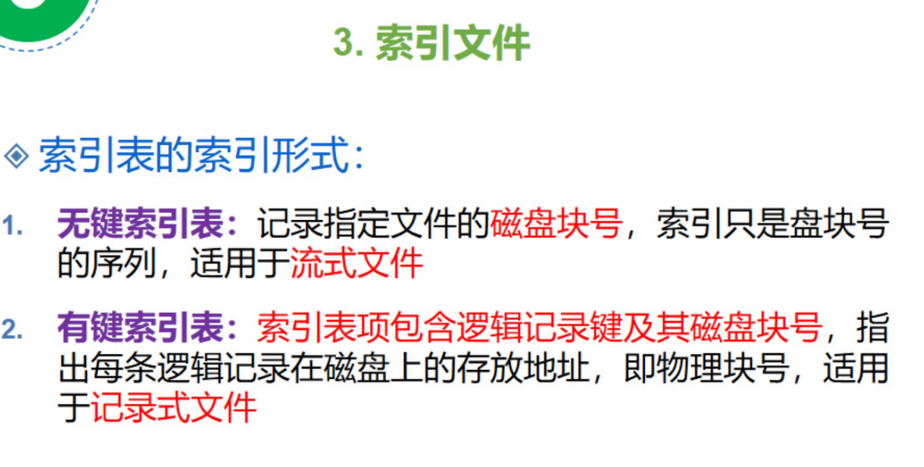 3. 索引文件
索引表的索引形式：
1. 无键索引表：记录指定文件的磁盘块号，索引只是盘块号
的序列，适用于流式文件
2. 有键索引表：索引表项包含逻辑记录键及其磁盘块号，指
出每条逻辑记录在磁盘上的存放地址，即物理块号，适用
于记录式文件